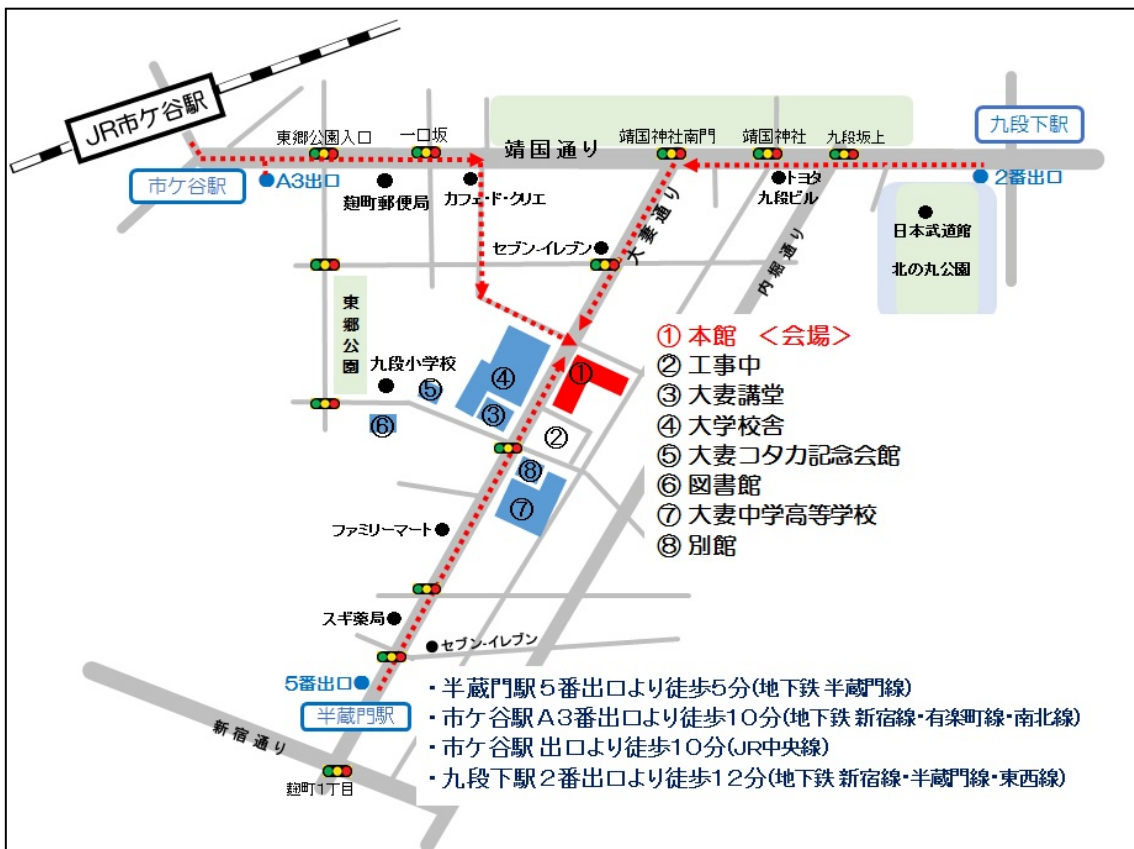 JR市ケ谷駅
市ケ谷駅
A3出口
東郷公園入口
一口坂
靖国通り
靖国神社南門
靖国神社
九段坂上
九段下駅
2番出口
麹町郵便局
カフェ・ド・クリエ
トヨタ
九段ビル
日本武道館
北の丸公園
セブン-イレブン
大妻通り
内堀通り
東郷公園
九段小学校
①
②
③
④
⑤
⑥
⑦
⑧
① 本館 <会場>
② 工事中
③ 大妻講堂
④ 大学校舎
⑤ 大妻コタカ記念会館
⑥ 図書館
⑦ 大妻中学高等学校
⑧ 別館
ファミリーマート
スギ薬局
セブン-イレブン
5番出口
半蔵門駅
新宿通り
麹町1丁目
・半蔵門駅5番出口より徒歩5分(地下鉄 半蔵門線)
・市ケ谷駅A3番出口より徒歩10分(地下鉄 新宿線・有楽町線・南北線)
・市ケ谷駅 出口より徒歩10分(JR中央線)
・九段下駅2番出口より徒歩12分(地下鉄 新宿線・半蔵門線・東西線)